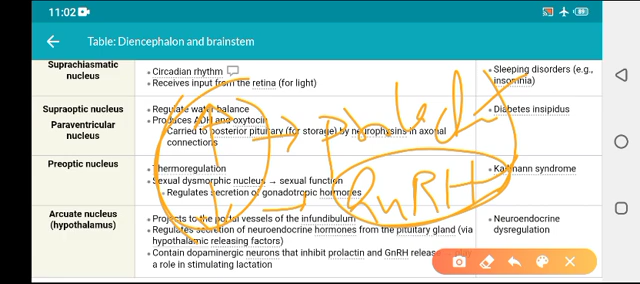 11:02
89
Table: Diencephalon and brainstem
Suprachiasmatic nucleus
Circadian rhythm
Receives input from the retina (for light)
Sleeping disorders (e.g., insomnia)
Supraoptic nucleus
Paraventricular nucleus
Regulate water balance
Produces ADH and oxytocin
Carried to posterior pituitary (for storage) by neurophysins in axonal
connections
Diabetes insipidus
Preoptic nucleus
Thermoregulation
Sexual dysmorphic nucleus → sexual function
Regulates secretion of gonadotropic hormones
Kallmann syndrome
Arcuate nucleus (hypothalamus)
Projects to the portal vessels of the infundibulum
Regulates secretion of neuroendocrine hormones from the pituitary gland (via
hypothalamic releasing factors)
Contain dopaminergic neurons that inhibit prolactin and GnRH release
a role in stimulating lactation
Neuroendocrine dysregulation
GnRH